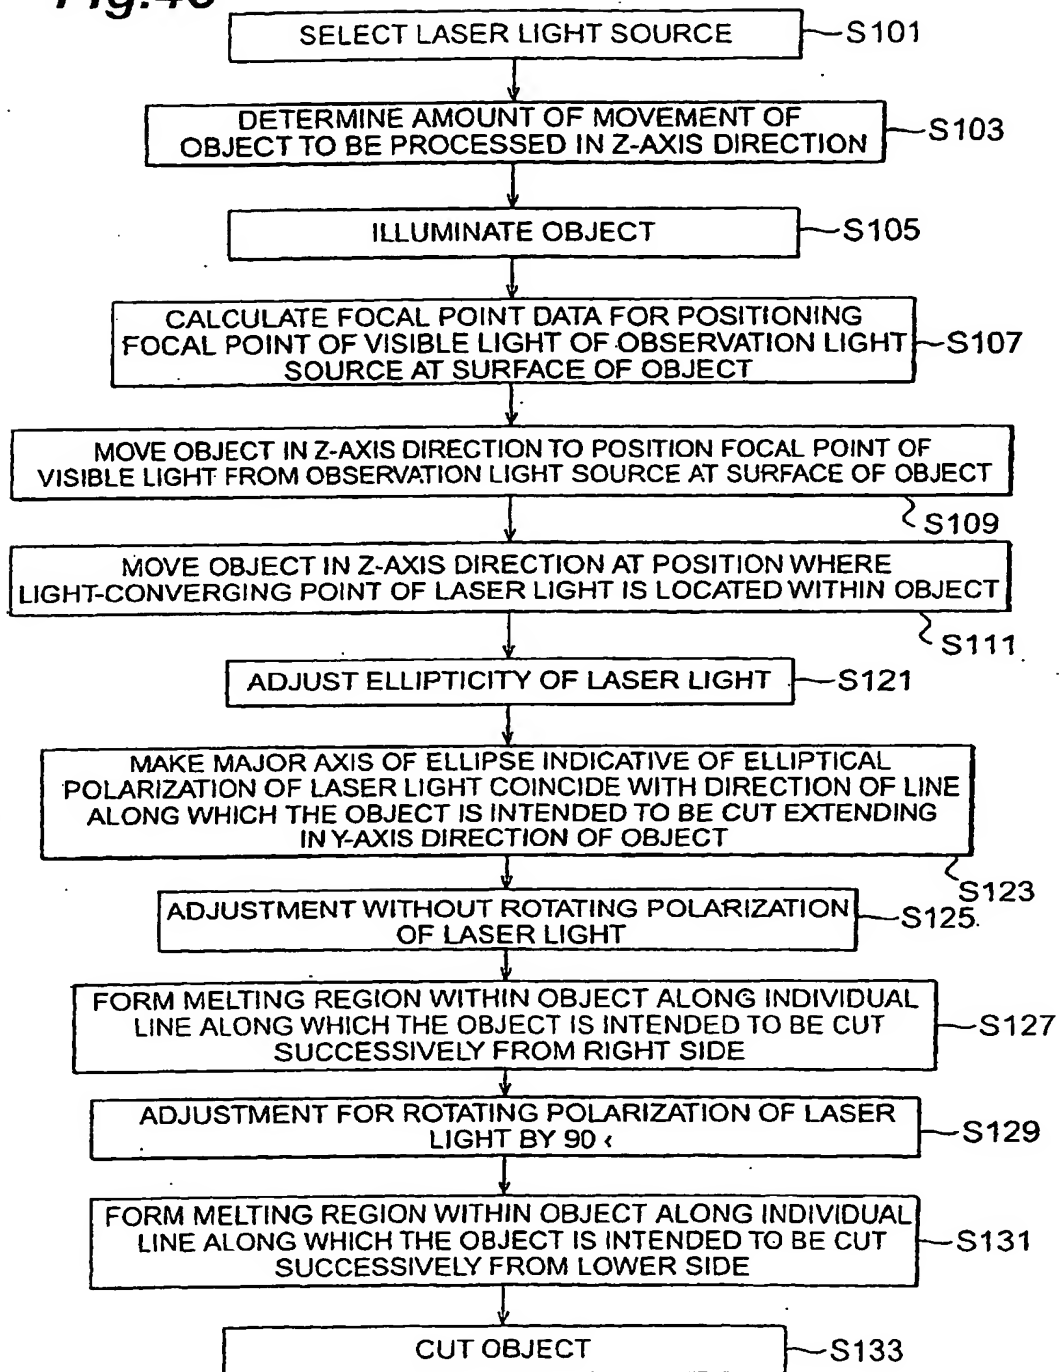 SELECT LASER LIGHT SOURCE
S101
DETERMINE AMOUNT OF MOVEMENT OF
OBJECT TO BE PROCESSED IN Z-AXIS DIRECTION
S103
ILLUMINATE OBJECT
S105
CALCULATE FOCAL POINT DATA FOR POSITIONING
FOCAL POINT OF VISIBLE LIGHT OF OBSERVATION LIGHT
SOURCE AT SURFACE OF OBJECT
S107
MOVE OBJECT IN Z-AXIS DIRECTION TO POSITION FOCAL POINT OF
VISIBLE LIGHT FROM OBSERVATION LIGHT SOURCE AT SURFACE OF OBJECT
S109
MOVE OBJECT IN Z-AXIS DIRECTION AT POSITION WHERE
LIGHT-CONVERGING POINT OF LASER LIGHT IS LOCATED WITHIN OBJECT
S111
ADJUST ELLIPTICITY OF LASER LIGHT
S121
MAKE MAJOR AXIS OF ELLIPSE INDICATIVE OF ELLIPTICAL
POLARIZATION OF LASER LIGHT COINCIDE WITH DIRECTION OF LINE
ALONG WHICH THE OBJECT IS INTENDED TO BE CUT EXTENDING
IN Y-AXIS DIRECTION OF OBJECT
S123
ADJUSTMENT WITHOUT ROTATING POLARIZATION
OF LASER LIGHT
S125
FORM MELTING REGION WITHIN OBJECT ALONG INDIVIDUAL
LINE ALONG WHICH THE OBJECT IS INTENDED TO BE CUT
SUCCESSIVELY FROM RIGHT SIDE
S127
ADJUSTMENT FOR ROTATING POLARIZATION OF LASER
LIGHT BY 90
S129
FORM MELTING REGION WITHIN OBJECT ALONG INDIVIDUAL
LINE ALONG WHICH THE OBJECT IS INTENDED TO BE CUT
SUCCESSIVELY FROM LOWER SIDE
S131
CUT OBJECT
S133